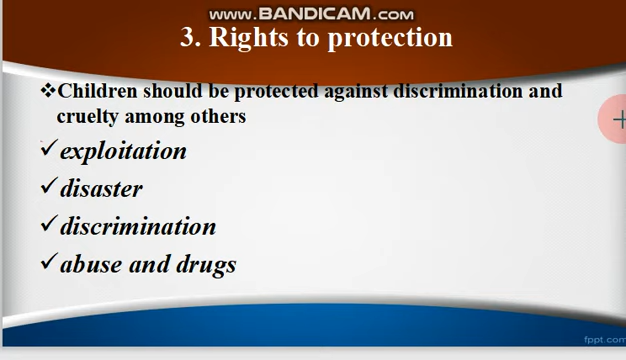 www.BANDICAM.com
3. Rights to protection
❖Children should be protected against discrimination and
cruelty among others
✓exploitation
✓disaster
✓discrimination
✓abuse and drugs
fppt.com